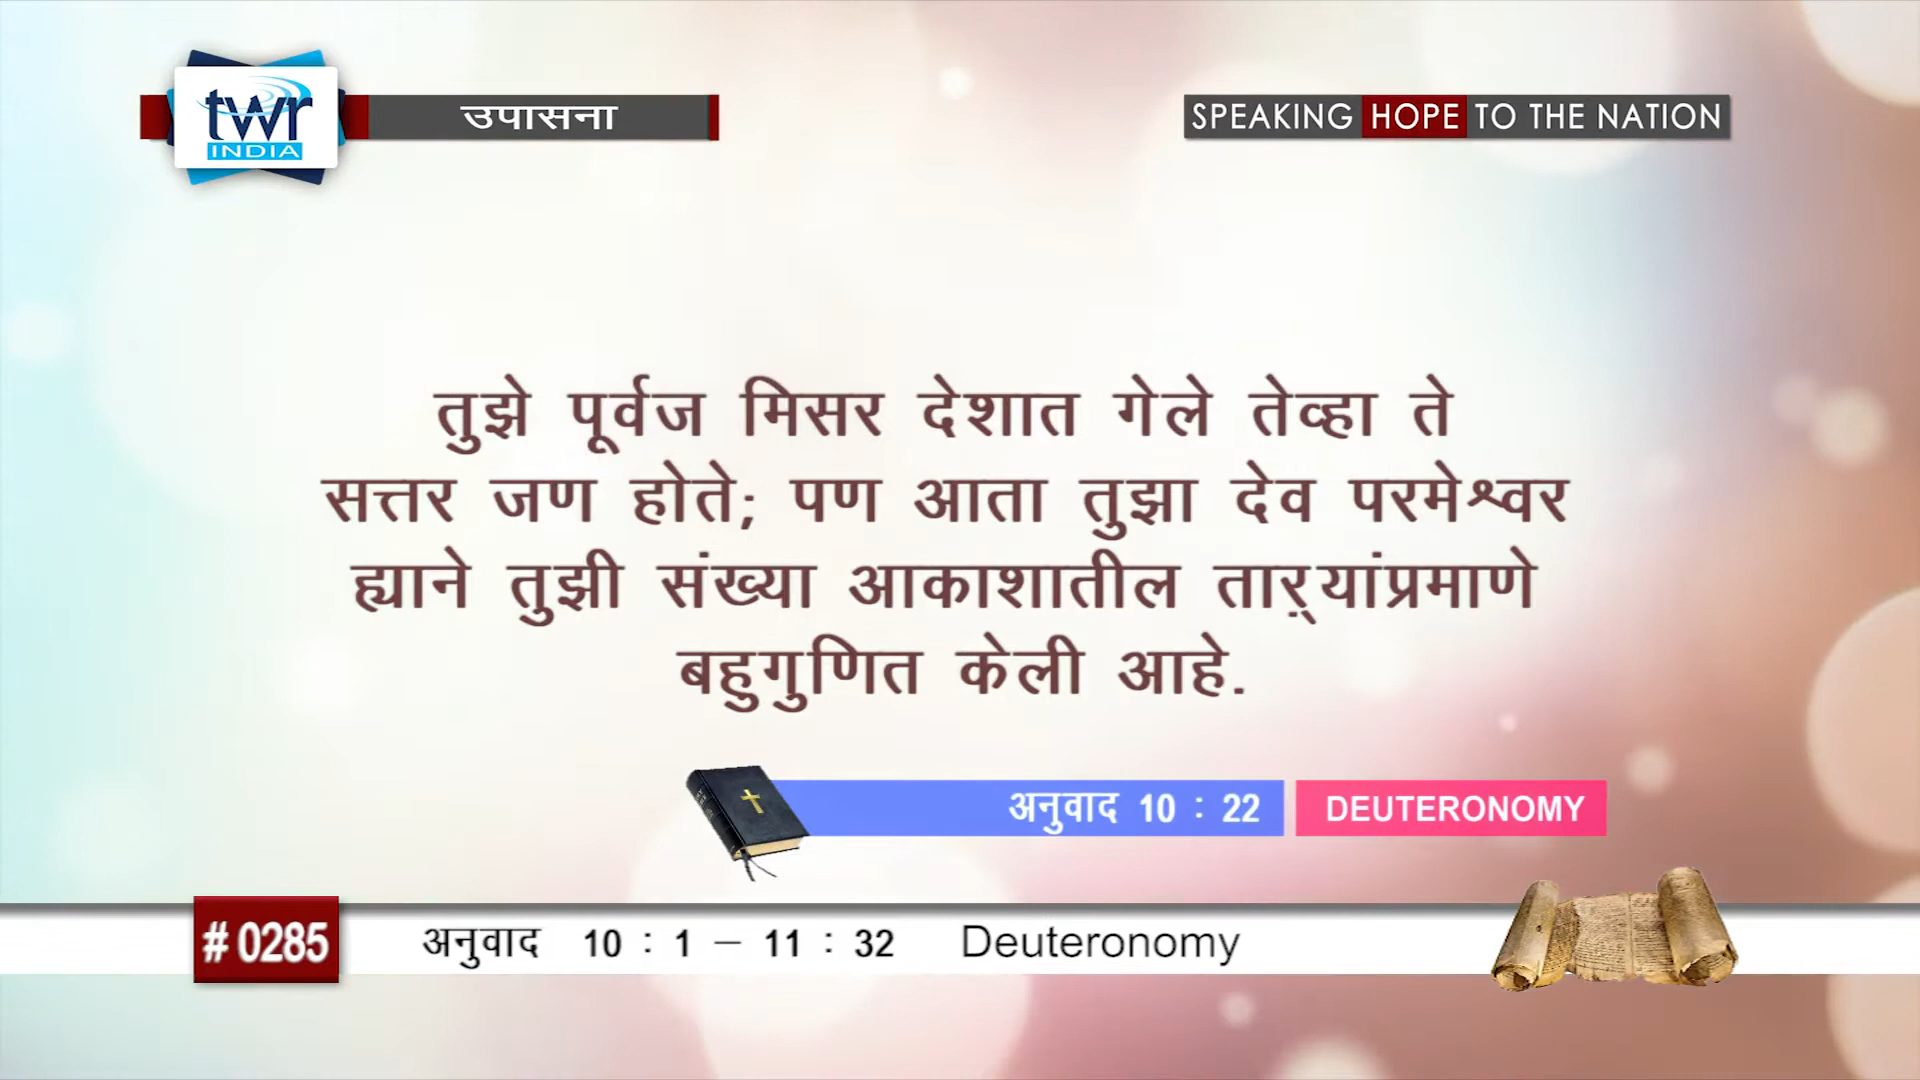 twr
INDIA
उपासना
SPEAKING HOPE TO THE NATION
तुझे पूर्वज मिसर देशात गेले तेव्हा ते
सत्तर जण होते; पण आता तुझा देव परमेश्वर
ह्याने तुझी संख्या आकाशातील ताऱ्यांप्रमाणे
बहुगुणित केली आहे.
अनुवाद 10 : 22 DEUTERONOMY
# 0285 अनुवाद 10 : 1 – 11 : 32 Deuteronomy